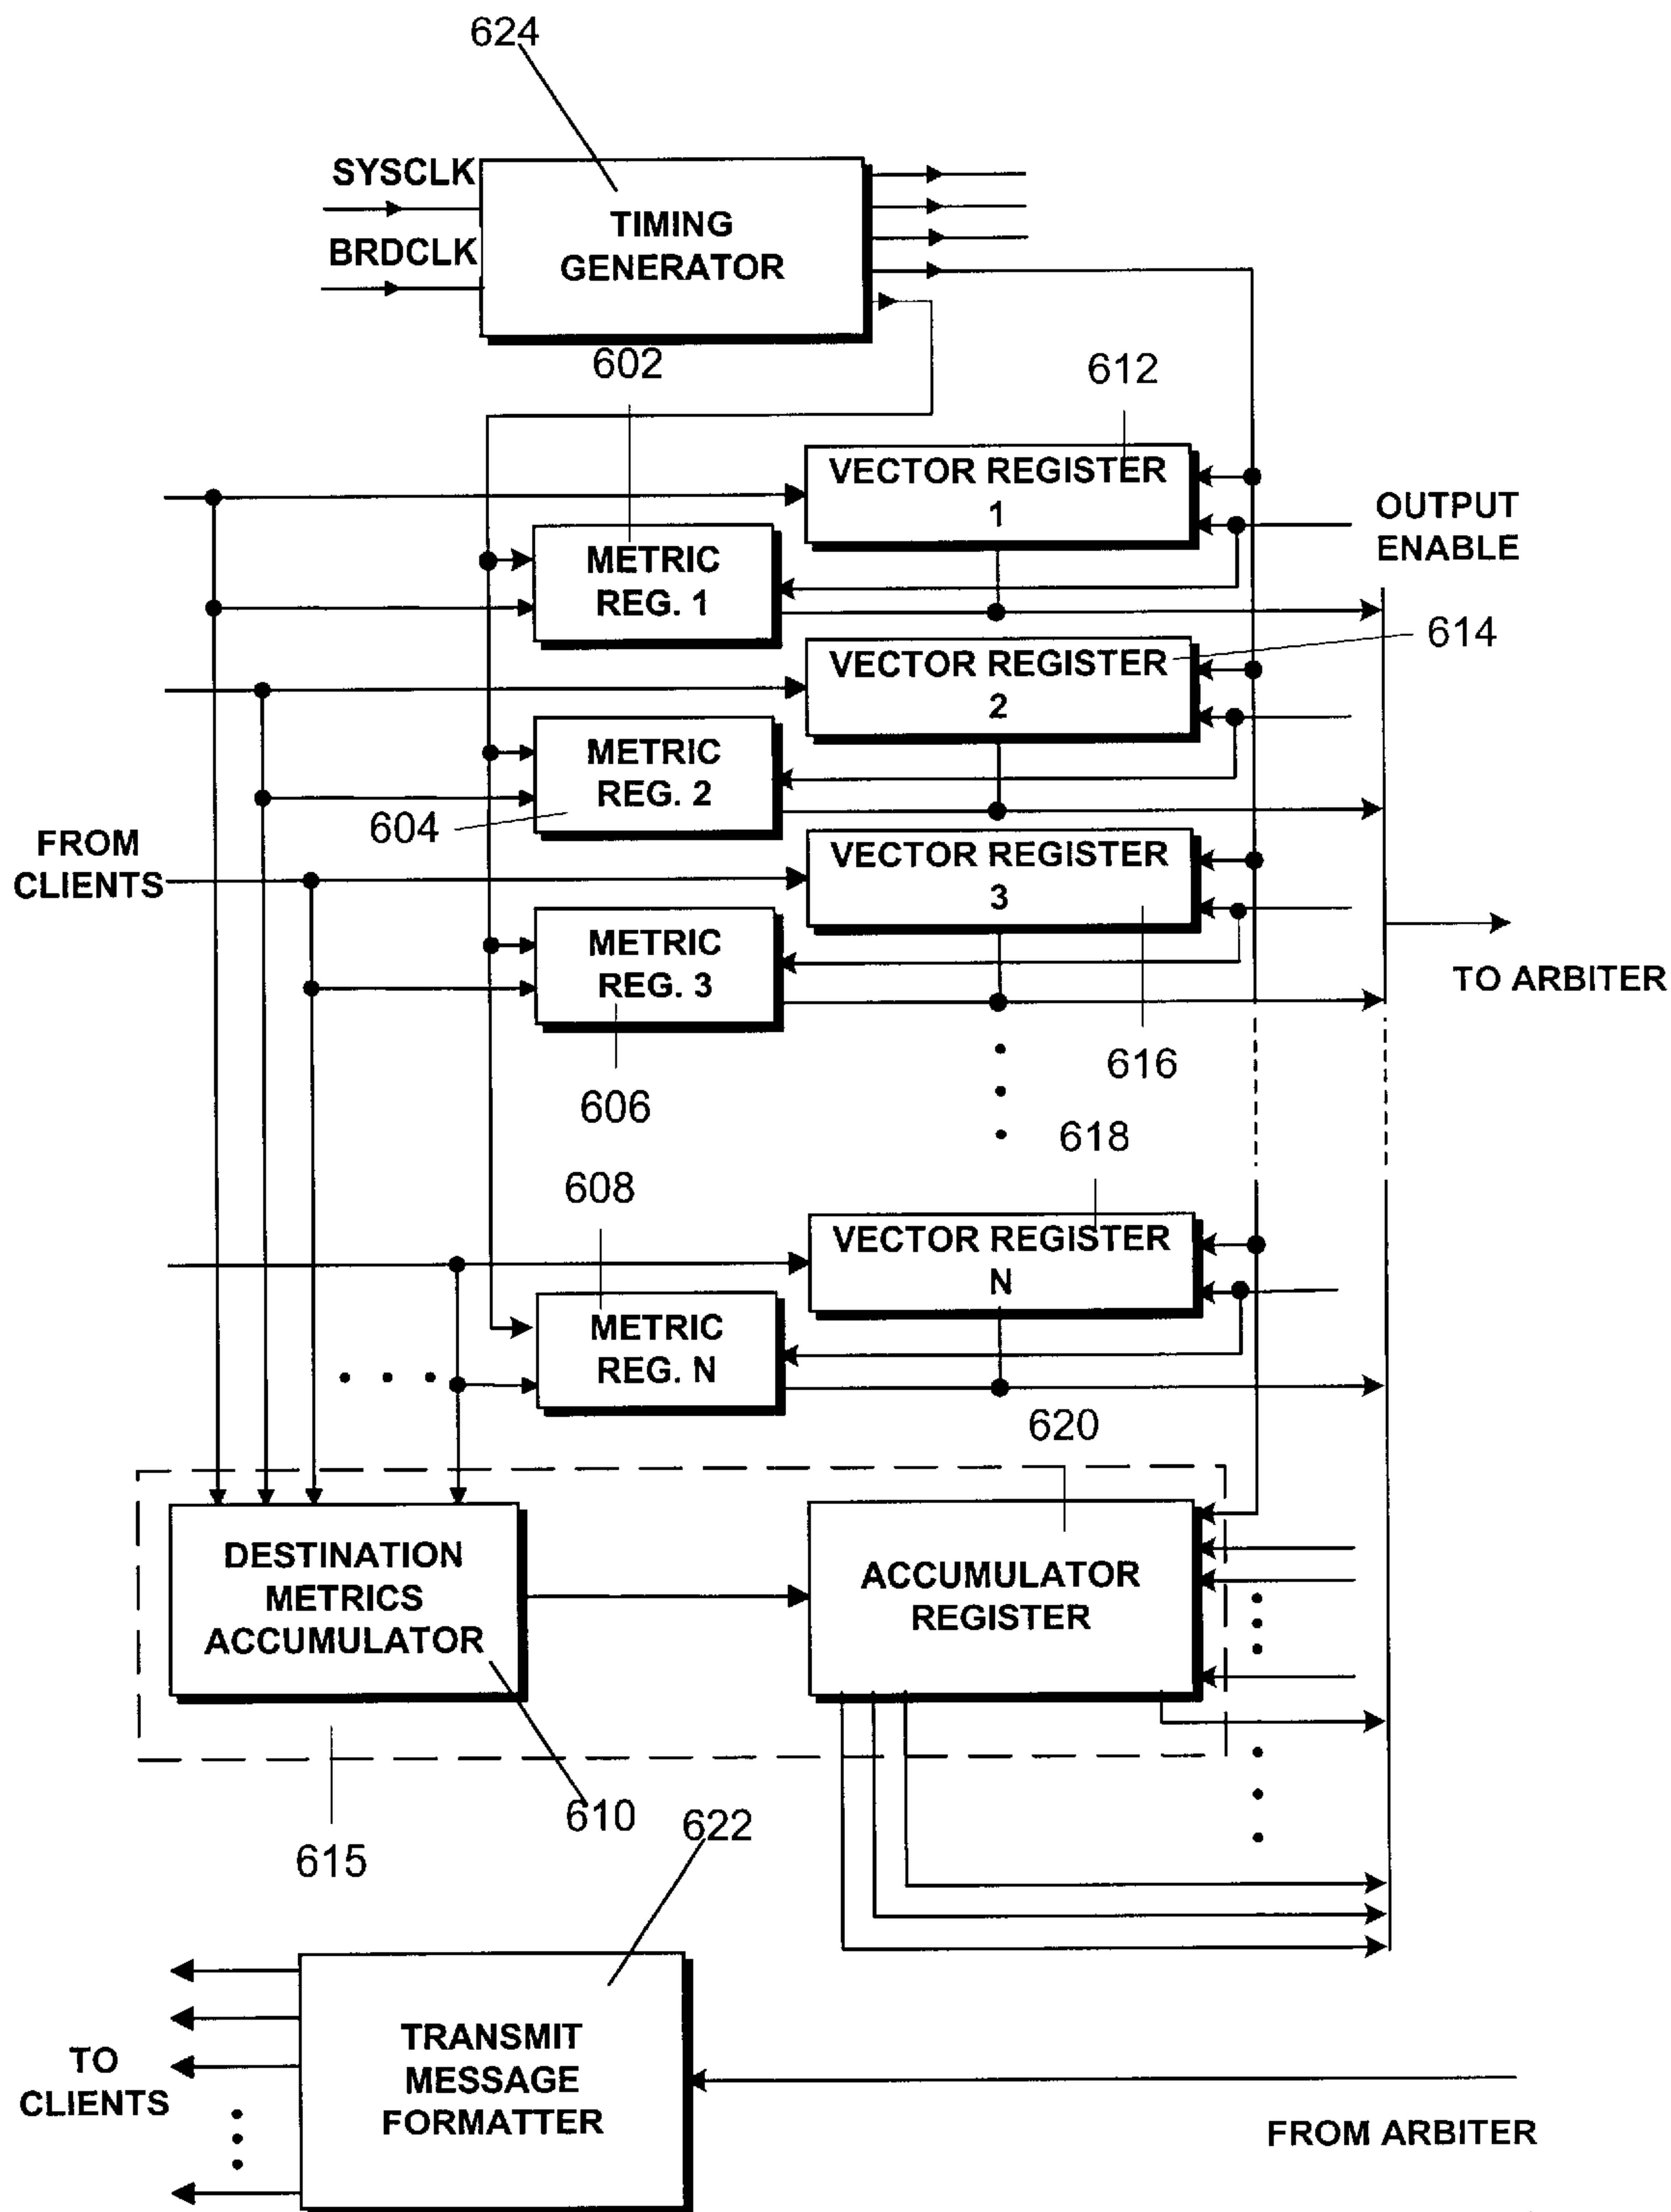 624
SYSCLK
BRDCLK
TIMING
GENERATOR
602
612
VECTOR REGISTER
1
OUTPUT
ENABLE
METRIC
REG. 1
614
VECTOR REGISTER
2
METRIC
REG. 2
604
FROM
CLIENTS
VECTOR REGISTER
3
METRIC
REG. 3
TO ARBITER
616
606
618
608
VECTOR REGISTER
N
METRIC
REG. N
620
DESTINATION
METRICS
ACCUMULATOR
ACCUMULATOR
REGISTER
610
622
615
TO
CLIENTS
TRANSMIT
MESSAGE
FORMATTER
FROM ARBITER